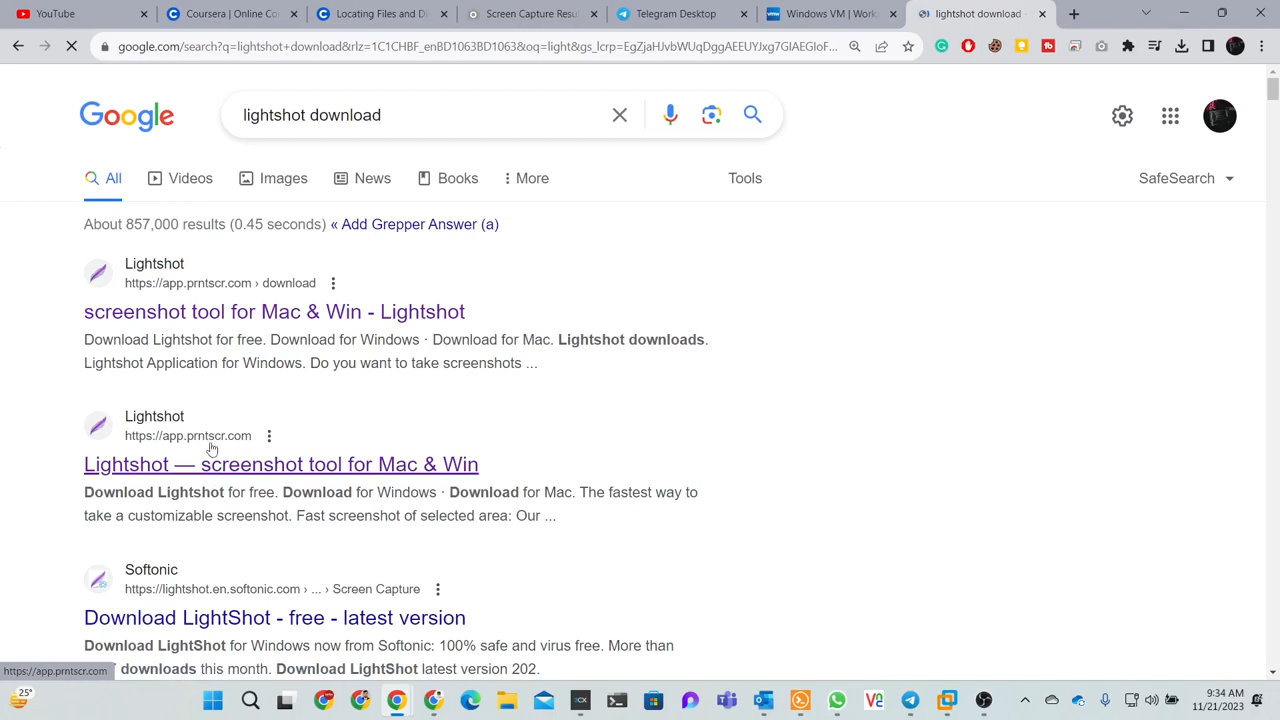 YouTube
Coursera | Online Co
Locating Files and Di
Screen Capture Resu
Telegram Desktop
Windows VM | Work
lightshot download -
google.com/search?q=lightshot+download&rlz=1C1CHBF_enBD1063BD1063&oq=light&gs_lcrp=EgZjaHJvbWUqDggAEEUYJxg7GIAEGIoF...
Google
lightshot download
All
Videos
Images
News
Books
More
Tools
SafeSearch
About 857,000 results (0.45 seconds) « Add Grepper Answer (a)
Lightshot
https://app.prntscr.com › download
screenshot tool for Mac & Win - Lightshot
Download Lightshot for free. Download for Windows · Download for Mac. Lightshot downloads.
Lightshot Application for Windows. Do you want to take screenshots ...
Lightshot
https://app.prntscr.com
Lightshot — screenshot tool for Mac & Win
Download Lightshot for free. Download for Windows · Download for Mac. The fastest way to
take a customizable screenshot. Fast screenshot of selected area: Our ...
Softonic
https://lightshot.en.softonic.com › ... › Screen Capture
Download LightShot - free - latest version
Download LightShot for Windows now from Softonic: 100% safe and virus free. More than
downloads this month. Download LightShot latest version 202.
https://app.prntscr.com
25°
9:34 AM
11/21/2023